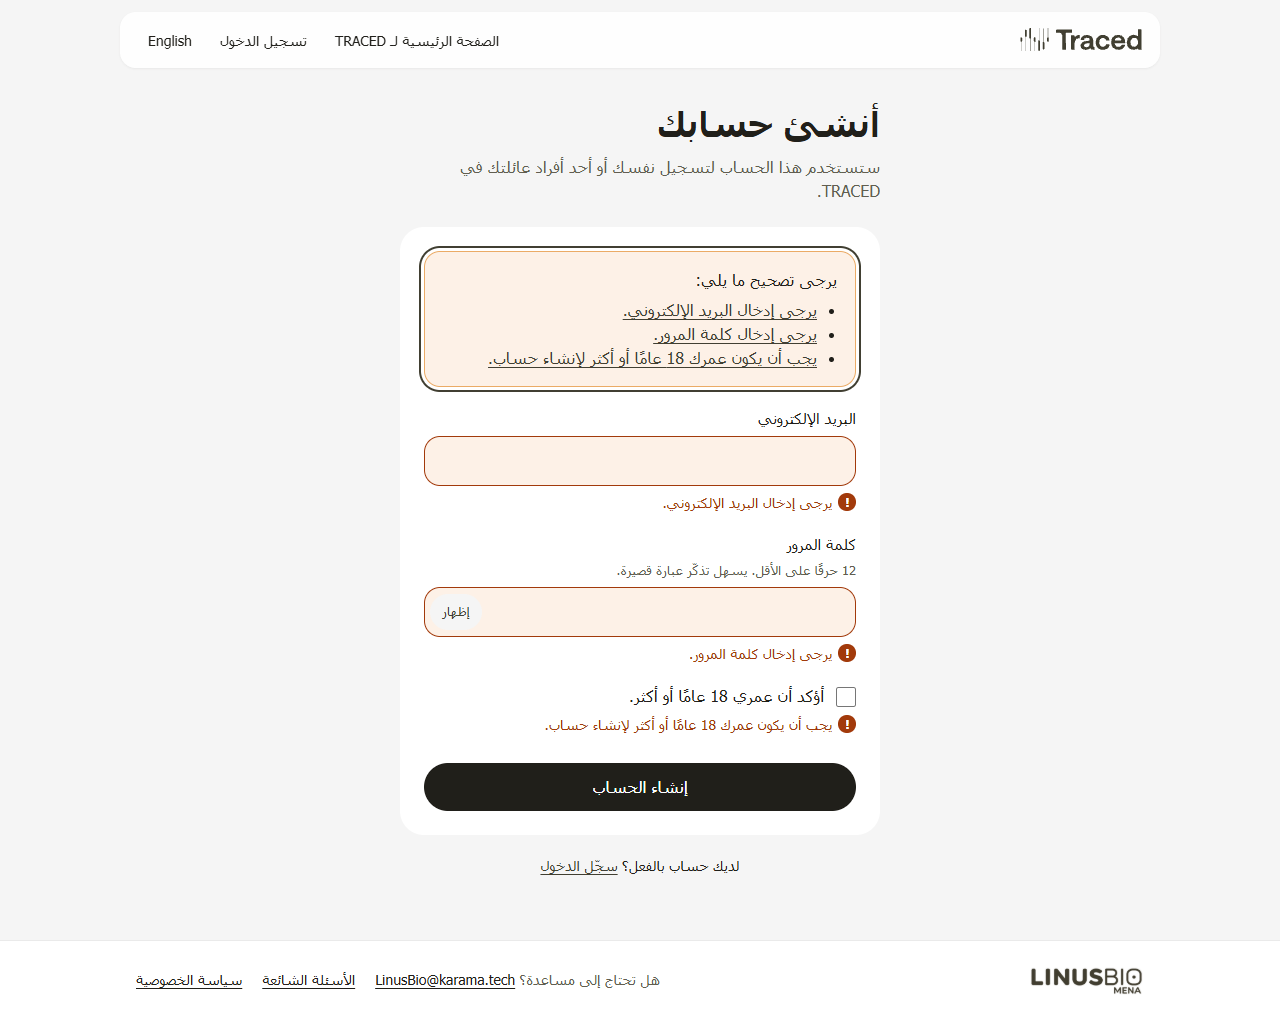 Traced
الصفحة الرئيسية لـ TRACED
تسجيل الدخول
English
أنشئ حسابك
ستستخدم هذا الحساب لتسجيل نفسك أو أحد أفراد عائلتك في
TRACED.
يرجى تصحيح ما يلي:
يرجى إدخال البريد الإلكتروني.
يرجى إدخال كلمة المرور.
يجب أن يكون عمرك 18 عامًا أو أكثر لإنشاء حساب.
البريد الإلكتروني
يرجى إدخال البريد الإلكتروني.
كلمة المرور
12 حرفًا على الأقل. يسهل تذكّر عبارة قصيرة.
إظهار
يرجى إدخال كلمة المرور.
أؤكد أن عمري 18 عامًا أو أكثر.
يجب أن يكون عمرك 18 عامًا أو أكثر لإنشاء حساب.
إنشاء الحساب
لديك حساب بالفعل؟ سجّل الدخول
LINUSBIO
MENA
هل تحتاج إلى مساعدة؟ LinusBio@karama.tech
الأسئلة الشائعة
سياسة الخصوصية